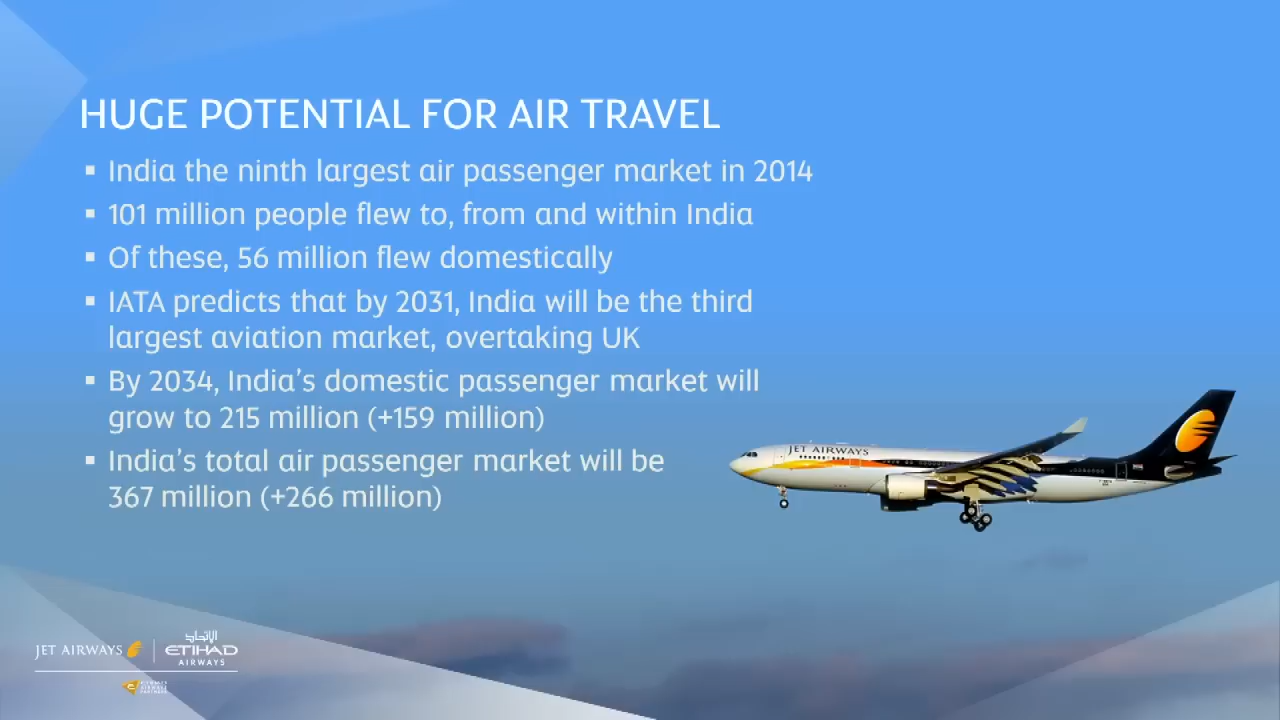 HUGE POTENTIAL FOR AIR TRAVEL
▪ India the ninth largest air passenger market in 2014
▪ 101 million people flew to, from and within India
▪ Of these, 56 million flew domestically
▪ IATA predicts that by 2031, India will be the third
largest aviation market, overtaking UK
▪ By 2034, India's domestic passenger market will
grow to 215 million (+159 million)
▪ India's total air passenger market will be
367 million (+266 million)
JET AIRWAYS
JET AIRWAYS
الإتحاد
ETIHAD
AIRWAYS